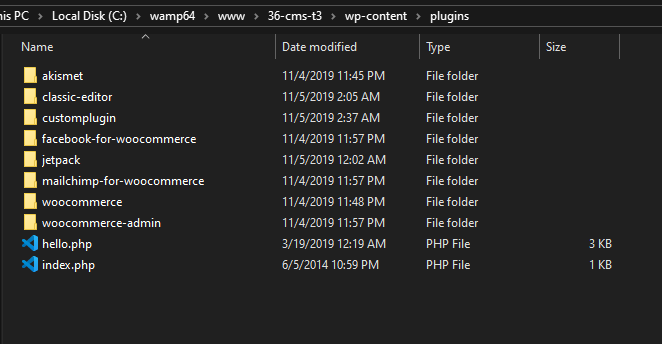 his PC > Local Disk (C:) > wamp64 > www > 36-cms-t3 > wp-content > plugins
Name Date modified Type Size
akismet 11/4/2019 11:45 PM File folder
classic-editor 11/5/2019 2:05 AM File folder
customplugin 11/5/2019 2:37 AM File folder
facebook-for-woocommerce 11/4/2019 11:57 PM File folder
jetpack 11/5/2019 12:02 AM File folder
mailchimp-for-woocommerce 11/4/2019 11:57 PM File folder
woocommerce 11/4/2019 11:48 PM File folder
woocommerce-admin 11/4/2019 11:57 PM File folder
hello.php 3/19/2019 12:19 AM PHP File 3 KB
index.php 6/5/2014 10:59 PM PHP File 1 KB